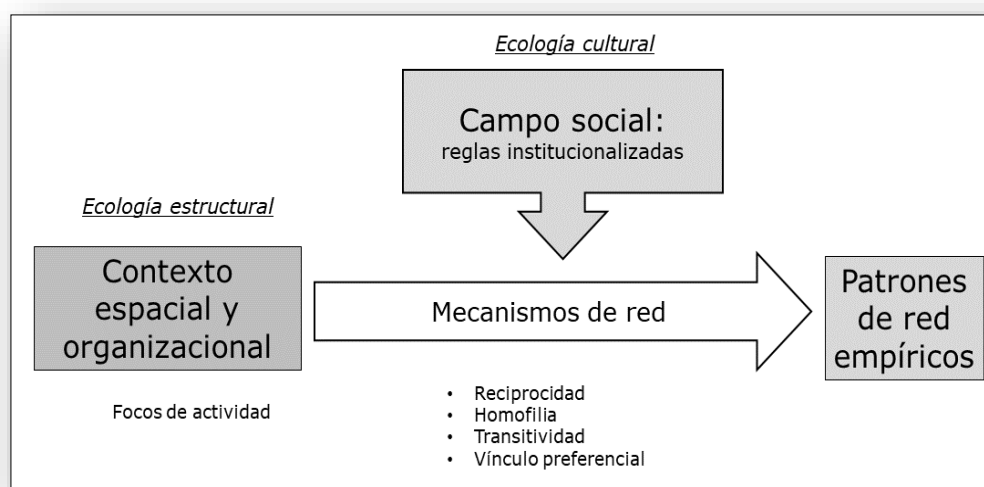 Ecología cultural
Campo social:
reglas institucionalizadas
Ecología estructural
Contexto
espacial y
organizacional
Mecanismos de red
Patrones
de red
empíricos
Focos de actividad
• Reciprocidad
• Homofilia
• Transitividad
• Vínculo preferencial